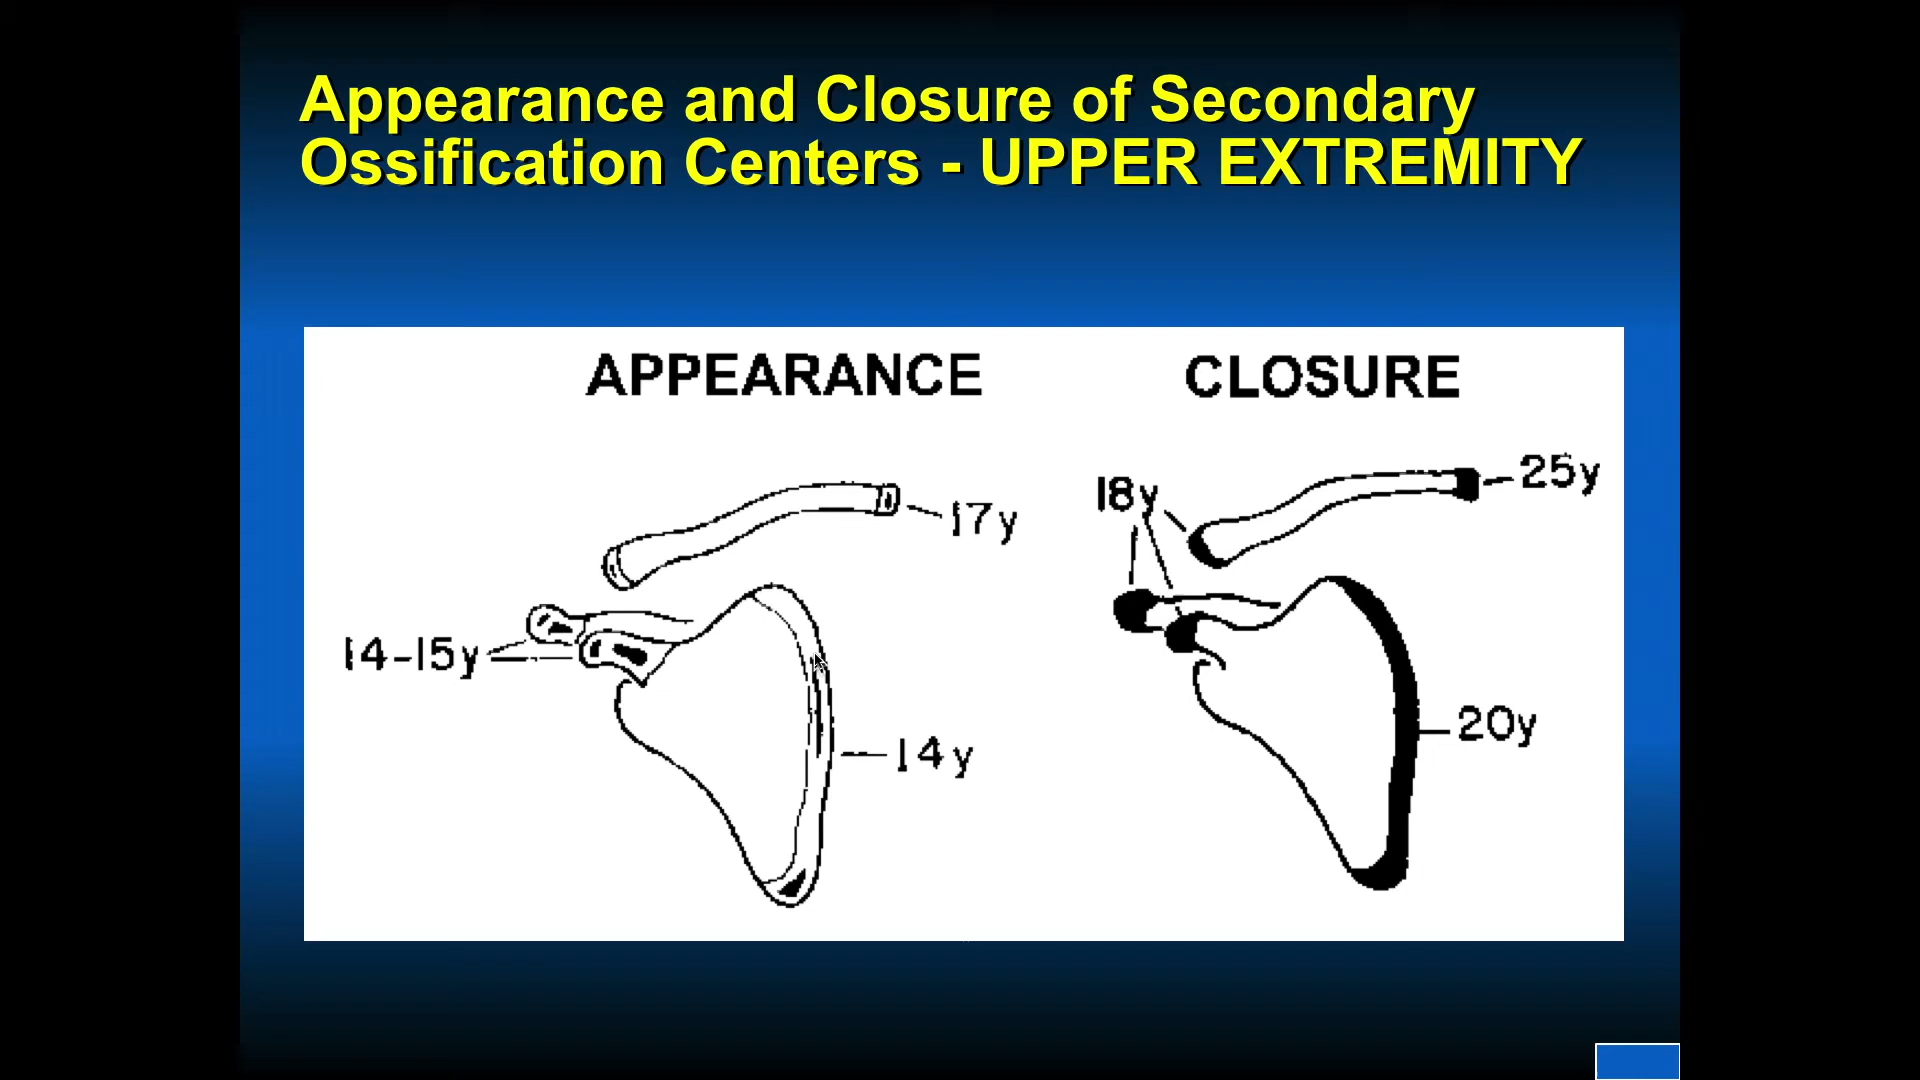 Appearance and Closure of Secondary
Ossification Centers - UPPER EXTREMITY
APPEARANCE
CLOSURE
17y
14-15y
14y
18y
25y
20y